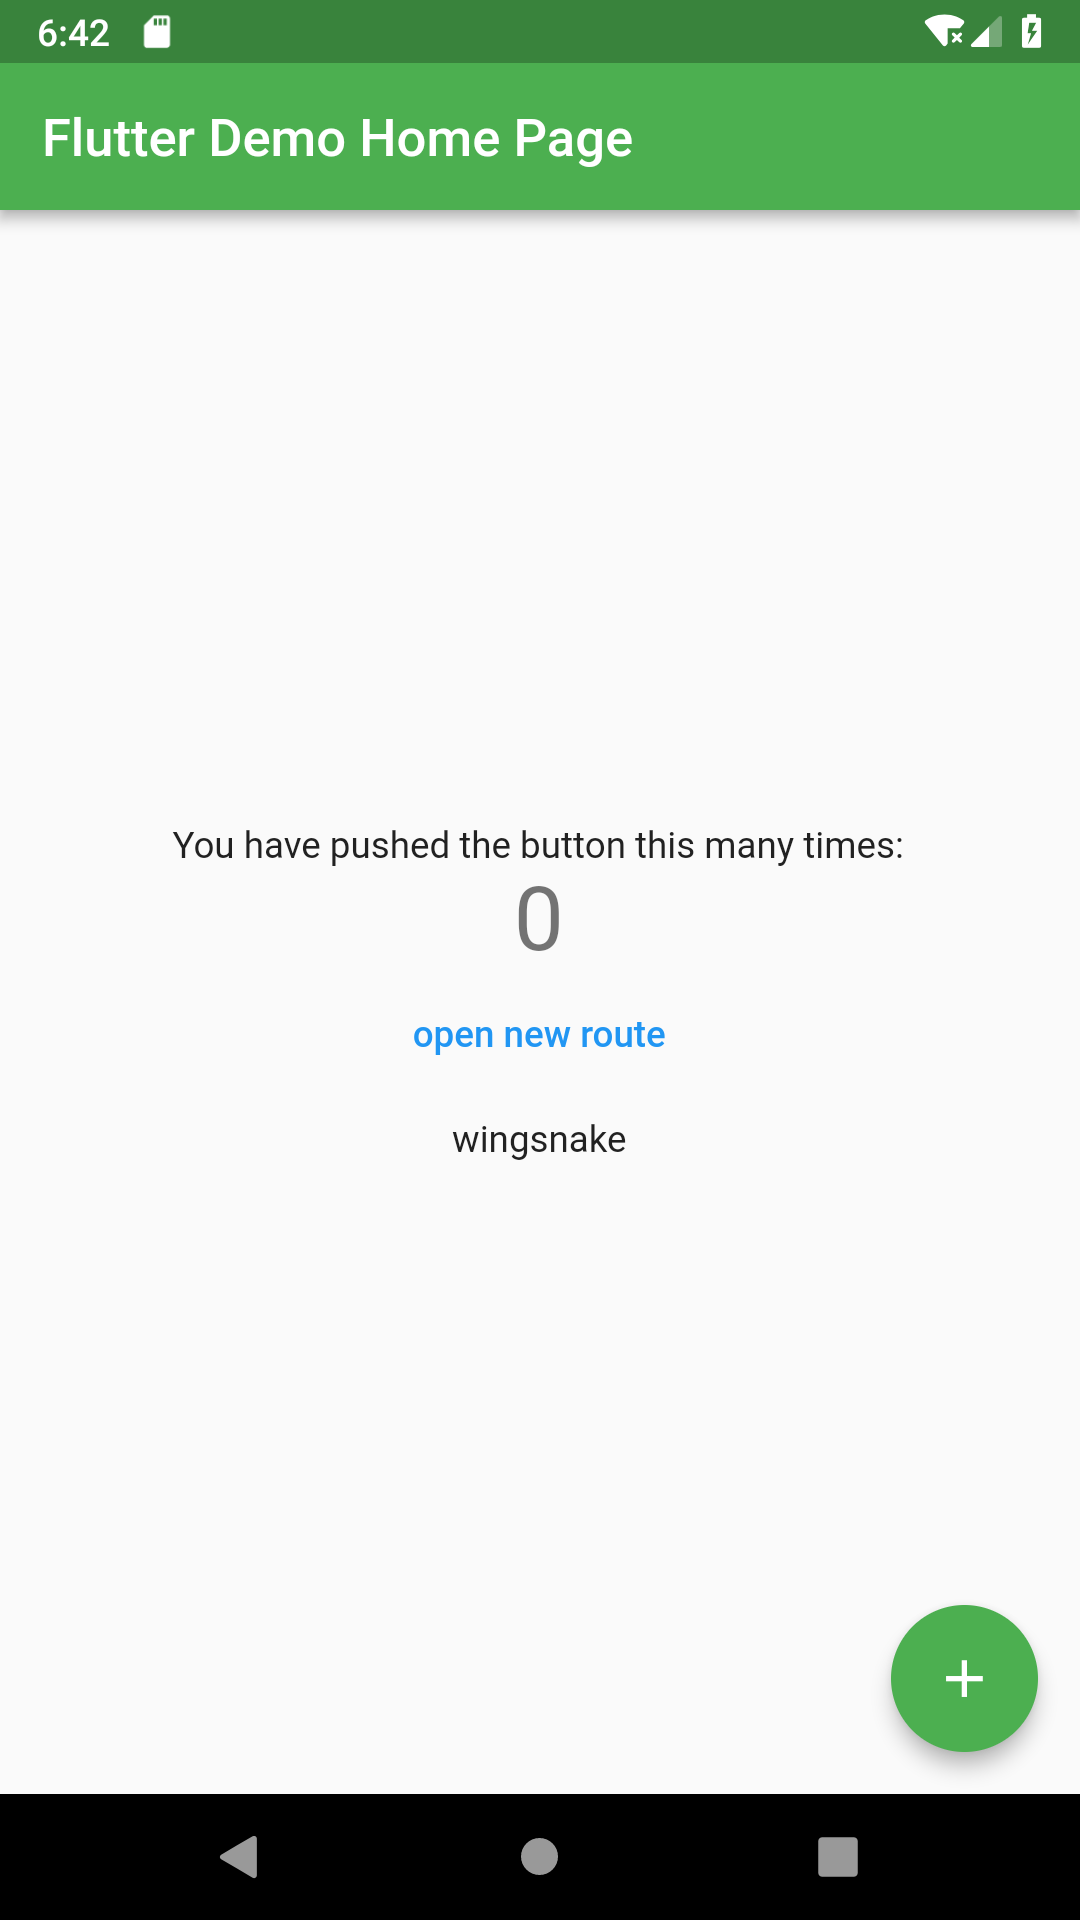 6:42
Flutter Demo Home Page
You have pushed the button this many times:
0
open new route
wingsnake